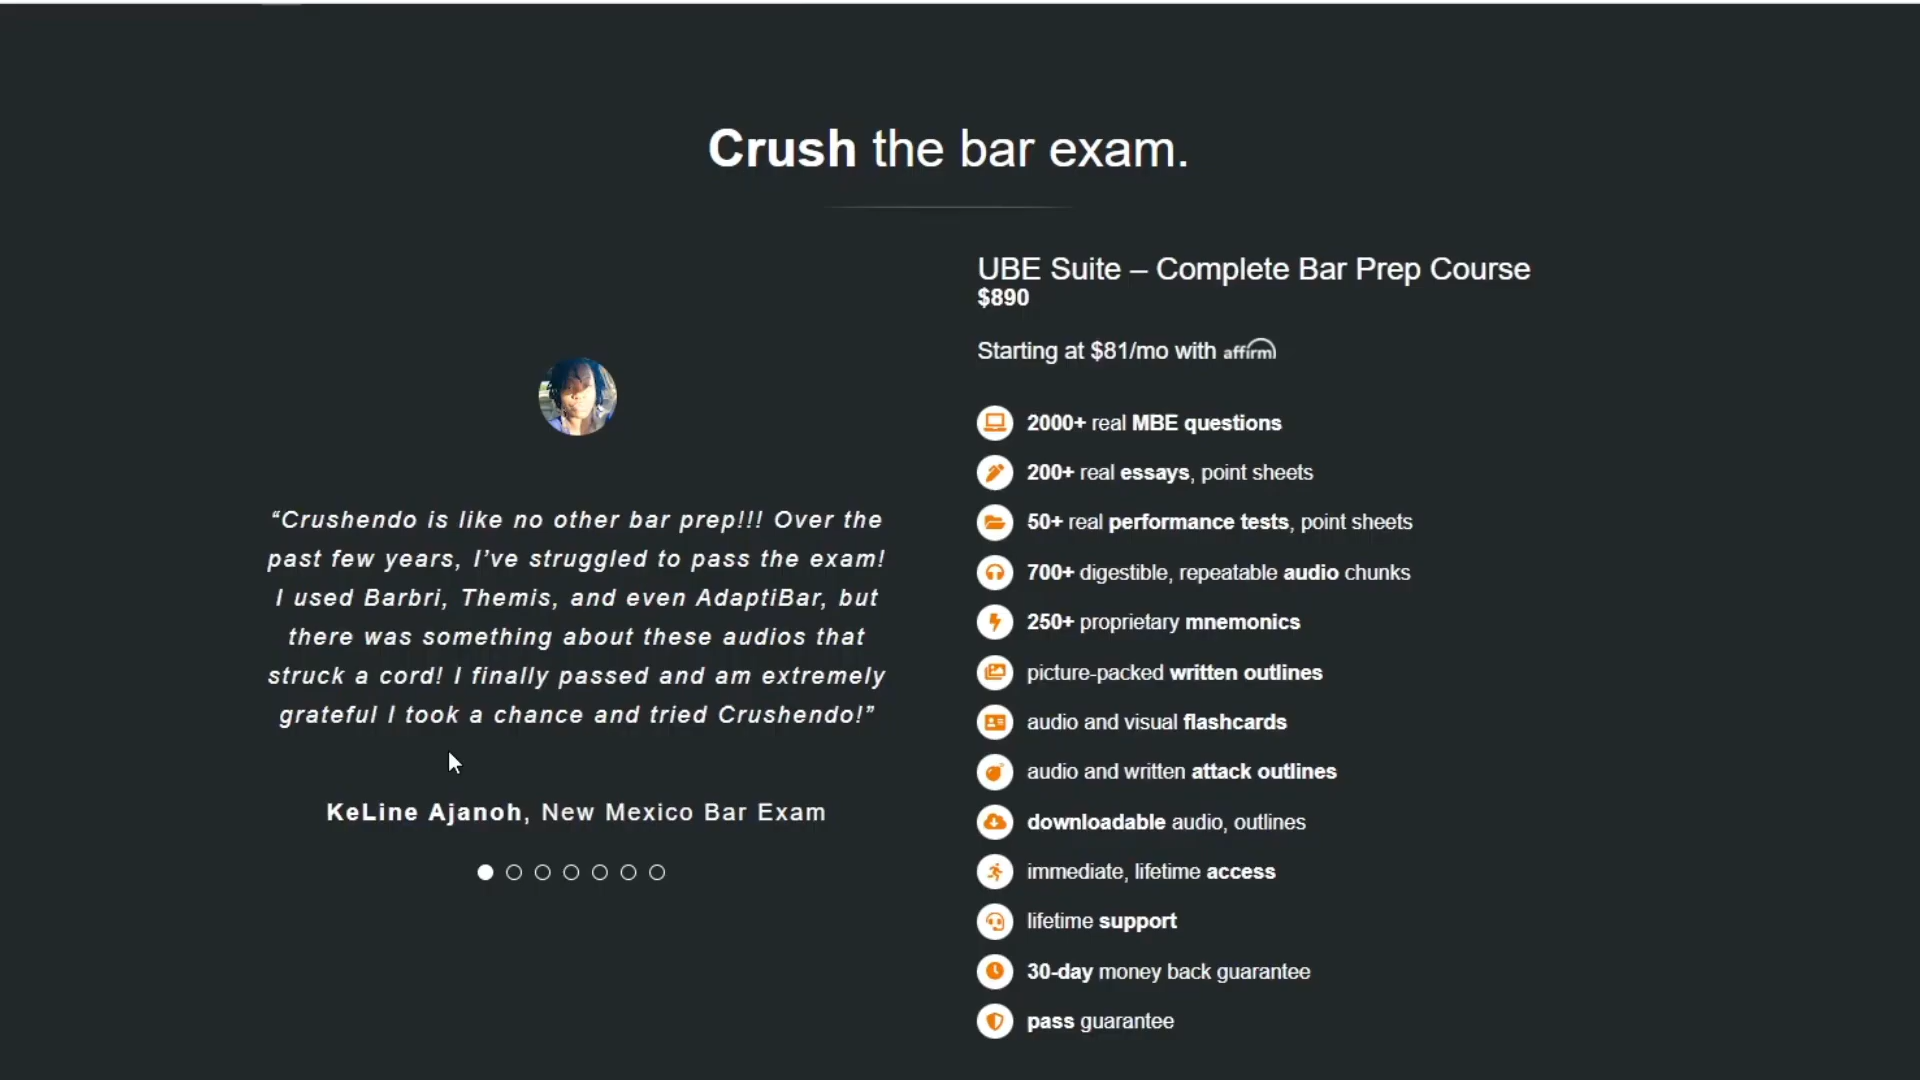 Crush the bar exam.
“Crushendo is like no other bar prep!!! Over the
past few years, I’ve struggled to pass the exam!
I used Barbri, Themis, and even AdaptiBar, but
there was something about these audios that
struck a cord! I finally passed and am extremely
grateful I took a chance and tried Crushendo!”
KeLine Ajanoh, New Mexico Bar Exam
UBE Suite – Complete Bar Prep Course
$890
Starting at $81/mo with affirm
2000+ real MBE questions
200+ real essays, point sheets
50+ real performance tests, point sheets
700+ digestible, repeatable audio chunks
250+ proprietary mnemonics
picture-packed written outlines
audio and visual flashcards
audio and written attack outlines
downloadable audio, outlines
immediate, lifetime access
lifetime support
30-day money back guarantee
pass guarantee